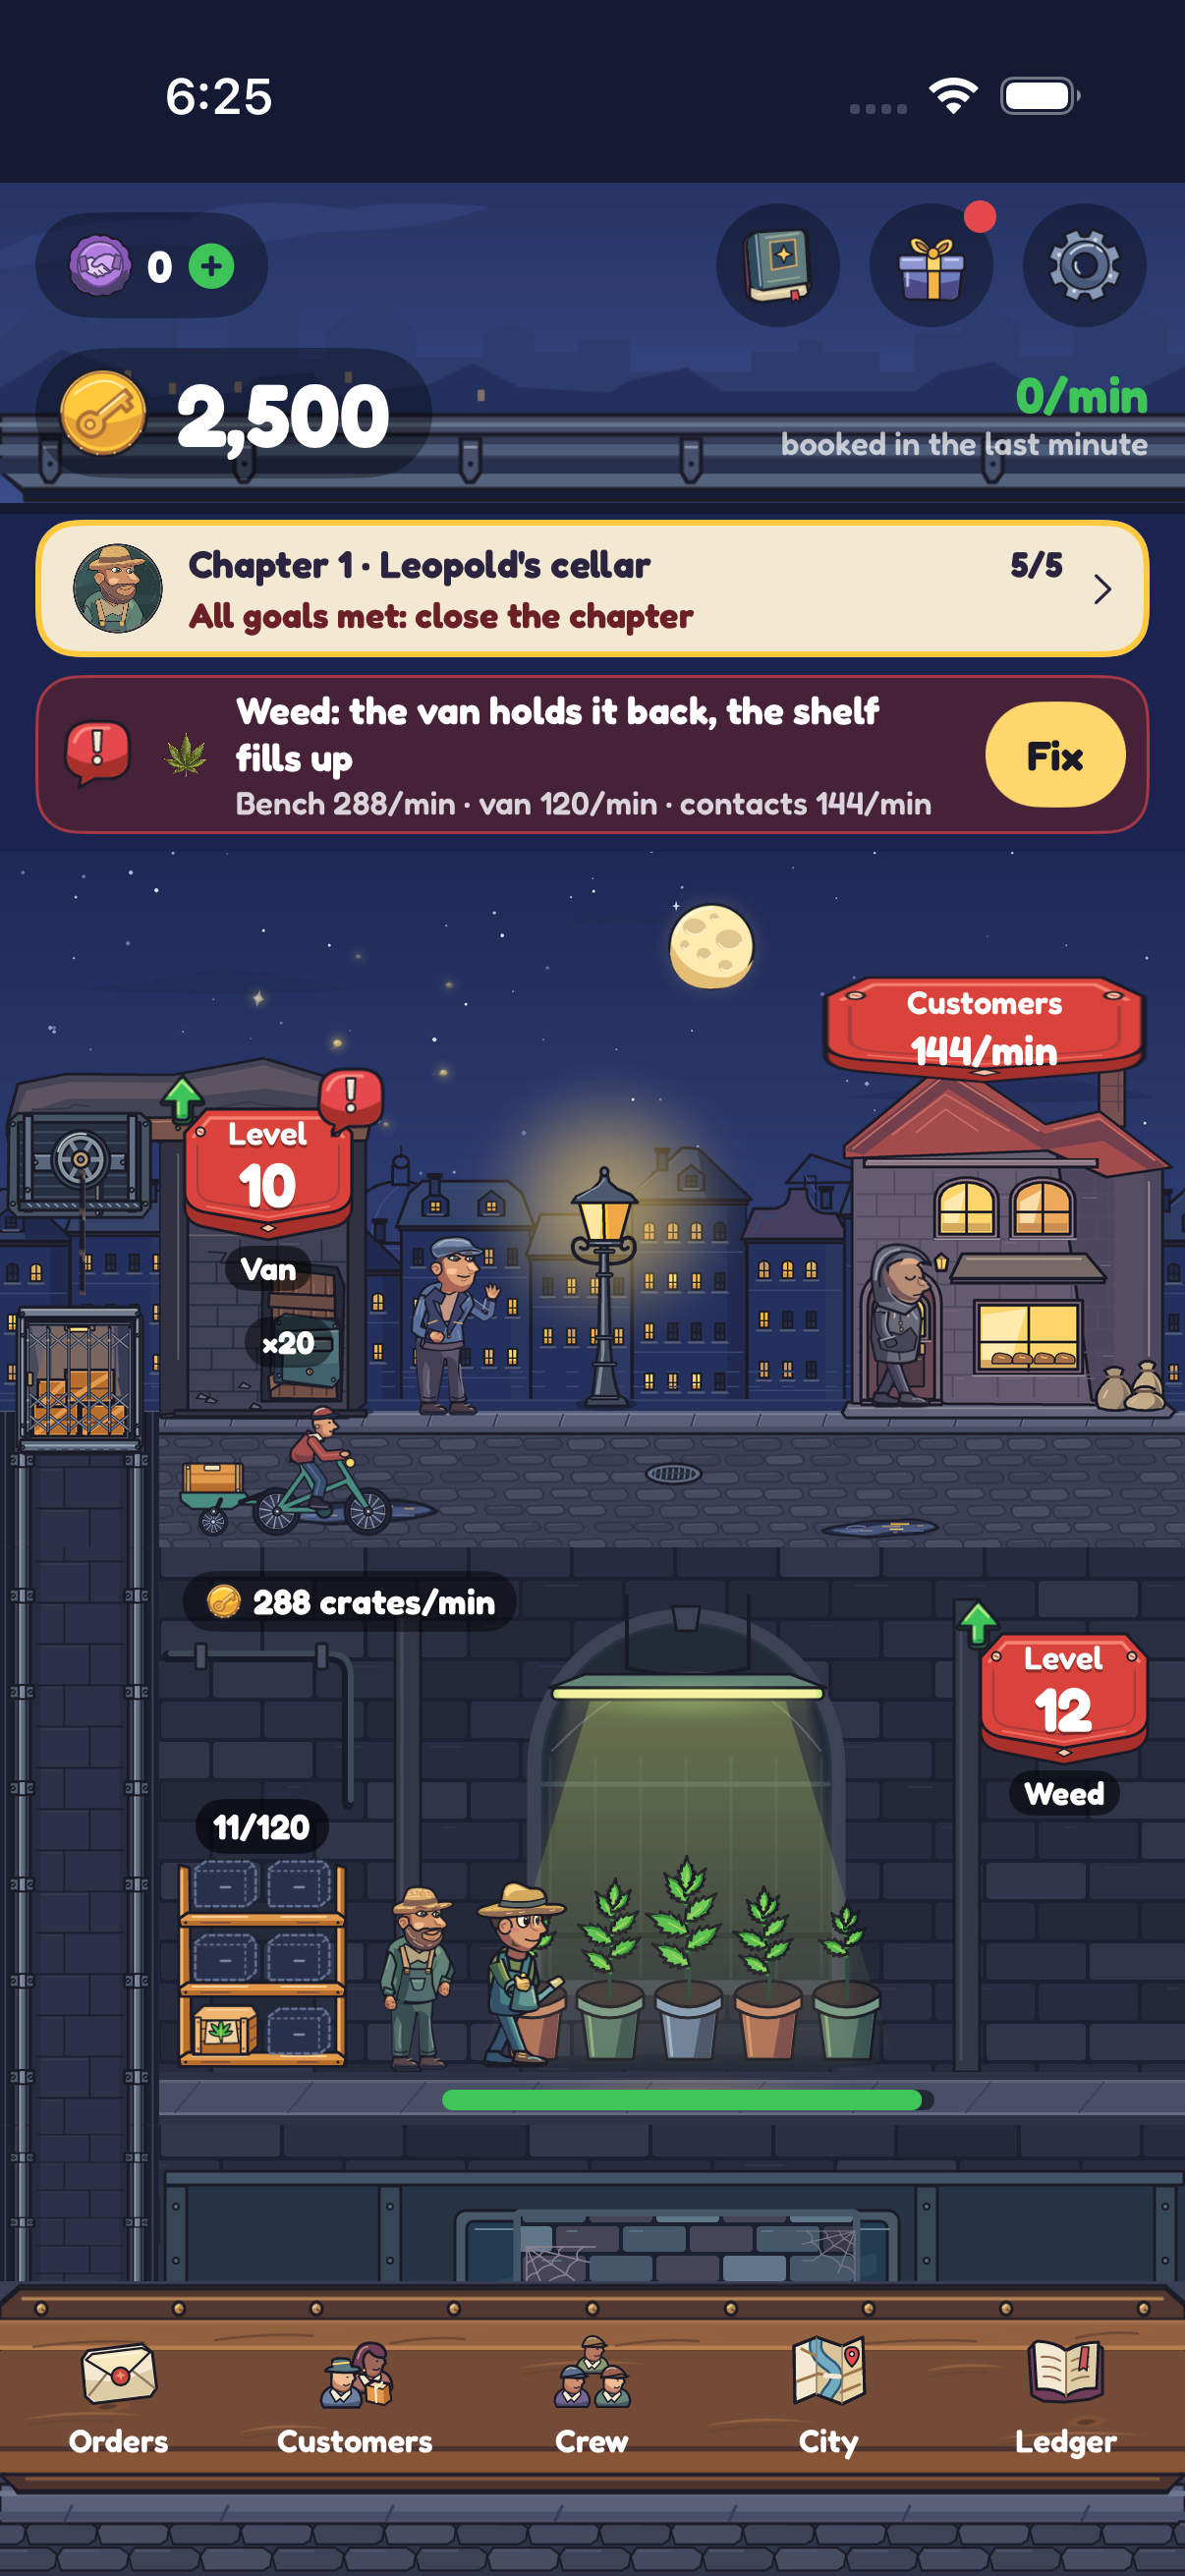 6:25
0
2,500
0/min
booked in the last minute
Chapter 1 · Leopold's cellar
5/5
All goals met: close the chapter
Weed: the van holds it back, the shelf
fills up
Bench 288/min · van 120/min · contacts 144/min
Fix
Customers
144/min
Level
10
Van
x20
288 crates/min
Level
12
Weed
11/120
Orders
Customers
Crew
City
Ledger